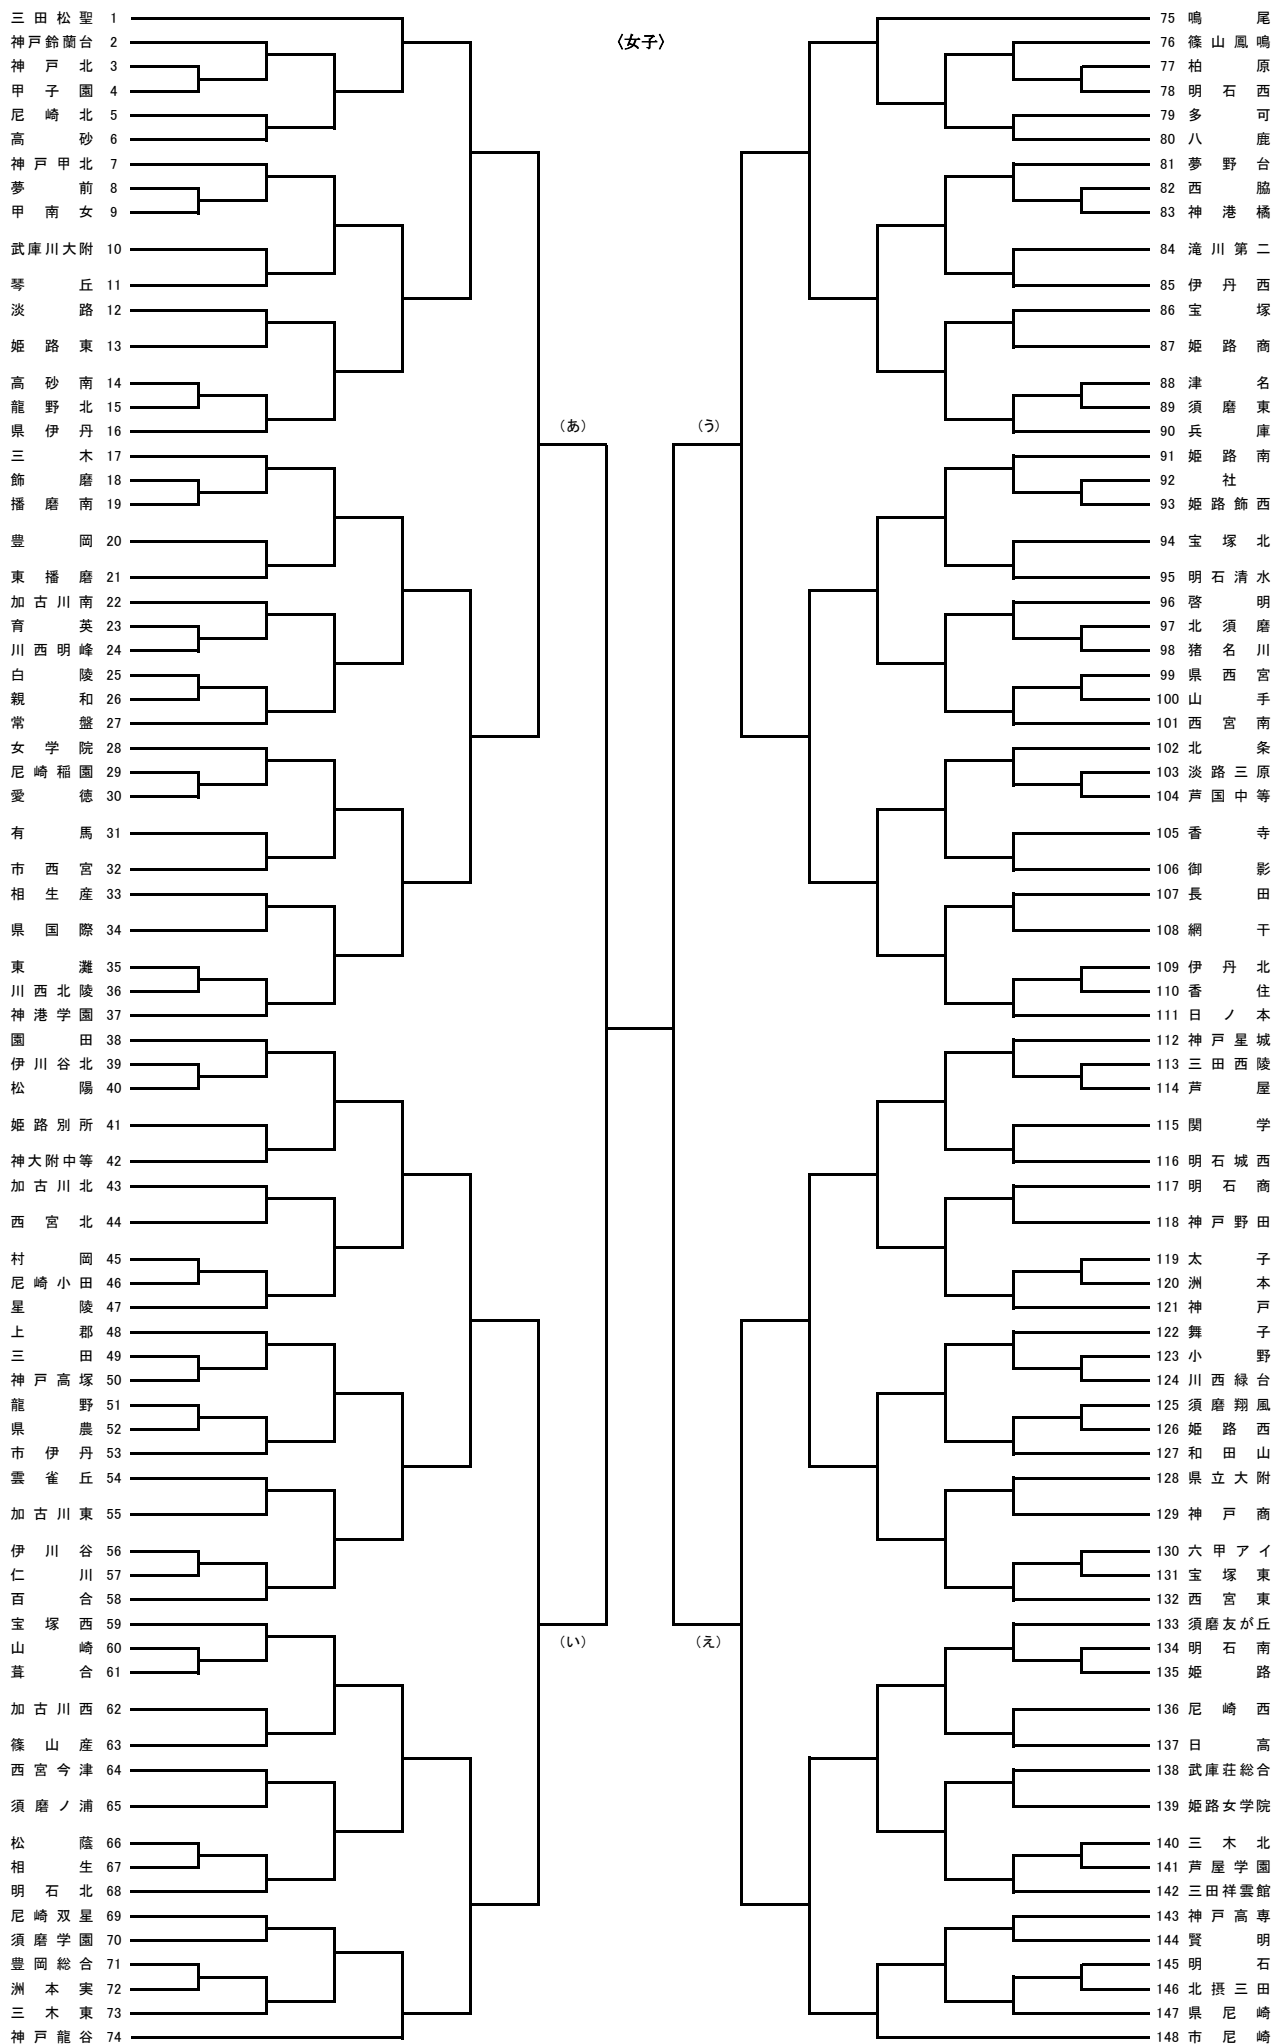 〈女子〉
三田松聖 1
神戸鈴蘭台 2
神戸北 3
甲子園 4
尼崎北 5
高砂 6
神戸甲北 7
夢前 8
甲南女 9
武庫川大附 10
琴丘 11
淡路 12
姫路東 13
高砂南 14
龍野北 15
県伊丹 16
三木 17
飾磨 18
播磨南 19
豊岡 20
東播磨 21
加古川南 22
育英 23
川西明峰 24
白陵 25
親和 26
常盤 27
女学院 28
尼崎稲園 29
愛徳 30
有馬 31
市西宮 32
相生産 33
県国際 34
東灘 35
川西北陵 36
神港学園 37
園田 38
伊川谷北 39
松陽 40
姫路別所 41
神大附中等 42
加古川北 43
西宮北 44
村岡 45
尼崎小田 46
星陵 47
上郡 48
三田 49
神戸高塚 50
龍野 51
県農 52
市伊丹 53
雲雀丘 54
加古川東 55
伊川谷 56
仁川 57
百合 58
宝塚西 59
山崎 60
葺合 61
加古川西 62
篠山産 63
西宮今津 64
須磨ノ浦 65
松蔭 66
相生 67
明石北 68
尼崎双星 69
須磨学園 70
豊岡総合 71
洲本実 72
三木東 73
神戸龍谷 74
（あ）
（い）
（う）
（え）
75 鳴尾
76 篠山鳳鳴
77 柏原
78 明石西
79 多可
80 八鹿
81 夢野台
82 西脇
83 神港橘
84 滝川第二
85 伊丹西
86 宝塚
87 姫路商
88 津名
89 須磨東
90 兵庫
91 姫路南
92 社
93 姫路飾西
94 宝塚北
95 明石清水
96 啓明
97 北須磨
98 猪名川
99 県西宮
100 山手
101 西宮南
102 北条
103 淡路三原
104 芦国中等
105 香寺
106 御影
107 長田
108 網干
109 伊丹北
110 香住
111 日ノ本
112 神戸星城
113 三田西陵
114 芦屋
115 関学
116 明石城西
117 明石商
118 神戸野田
119 太子
120 洲本
121 神戸
122 舞子
123 小野
124 川西緑台
125 須磨翔風
126 姫路西
127 和田山
128 県立大附
129 神戸商
130 六甲アイ
131 宝塚東
132 西宮東
133 須磨友が丘
134 明石南
135 姫路
136 尼崎西
137 日高
138 武庫荘総合
139 姫路女学院
140 三木北
141 芦屋学園
142 三田祥雲館
143 神戸高専
144 賢明
145 明石
146 北摂三田
147 県尼崎
148 市尼崎